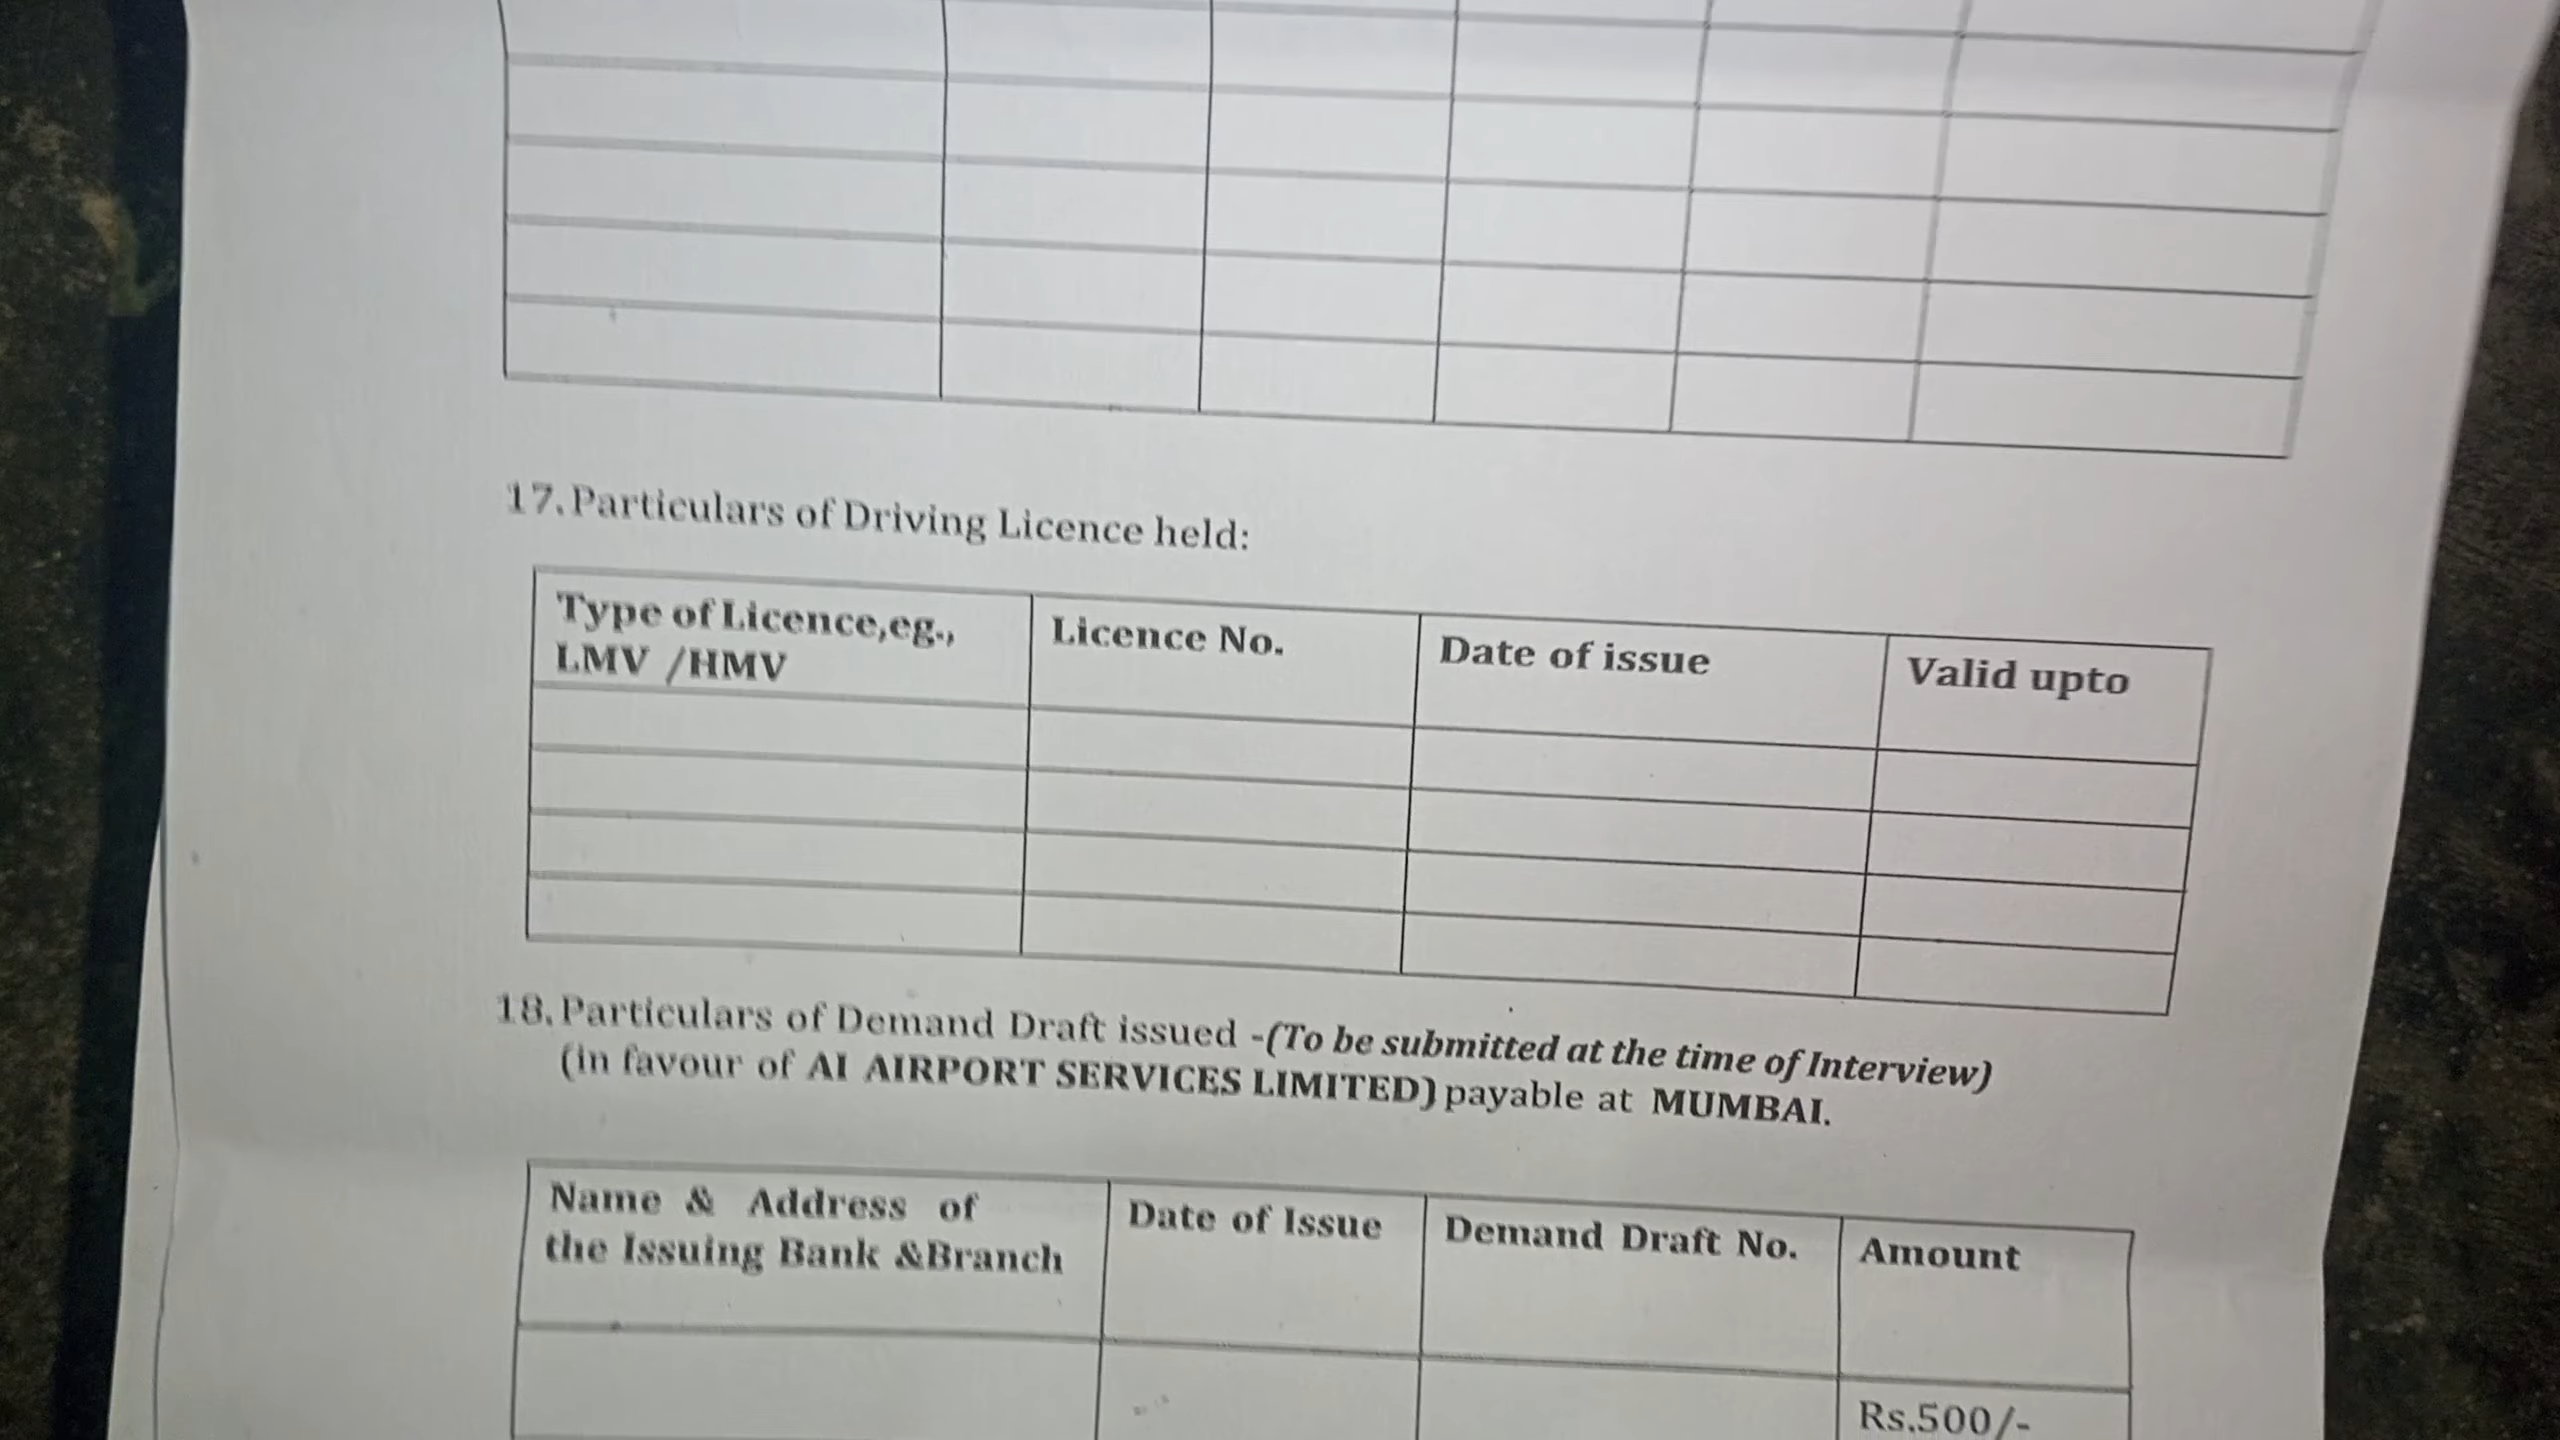 17. Particulars of Driving Licence held:
Type of Licence,eg.,
LMV /HMV
Licence No.
Date of issue
Valid upto
18. Particulars of Demand Draft issued -(To be submitted at the time of Interview)
(in favour of AI AIRPORT SERVICES LIMITED) payable at MUMBAI.
Name & Address of
the Issuing Bank &Branch
Date of Issue
Demand Draft No.
Amount
Rs.500/-